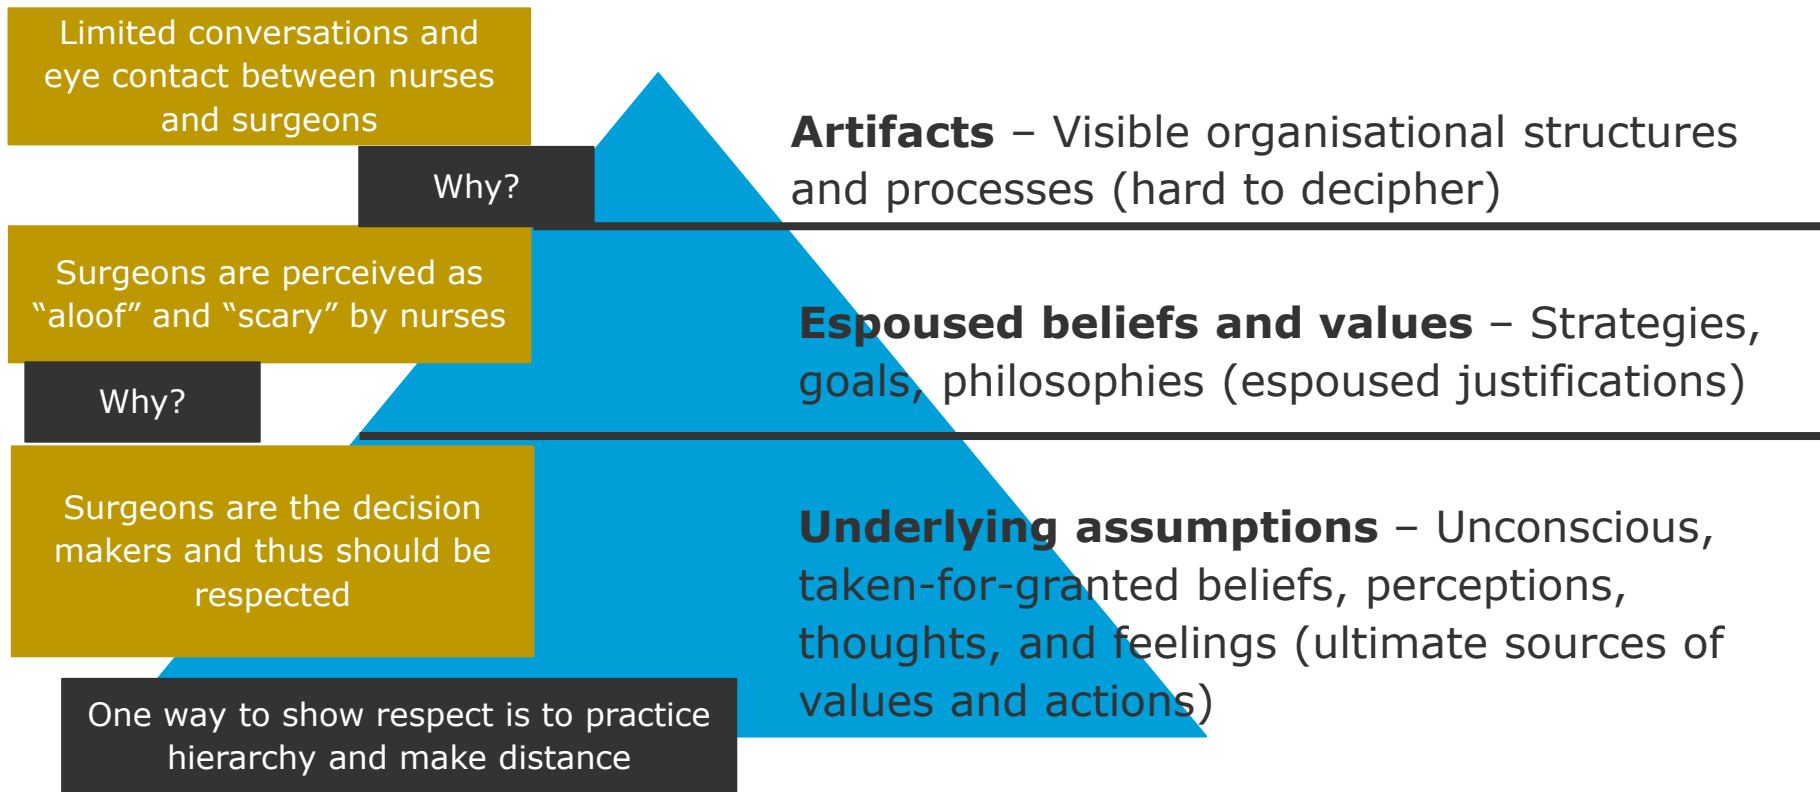 Limited conversations and
eye contact between nurses
and surgeons
Why?
Artifacts – Visible organisational structures
and processes (hard to decipher)
Surgeons are perceived as
“aloof” and “scary” by nurses
Why?
Espoused beliefs and values – Strategies,
goals, philosophies (espoused justifications)
Surgeons are the decision
makers and thus should be
respected
Underlying assumptions – Unconscious,
taken-for-granted beliefs, perceptions,
thoughts, and feelings (ultimate sources of
values and actions)
One way to show respect is to practice
hierarchy and make distance